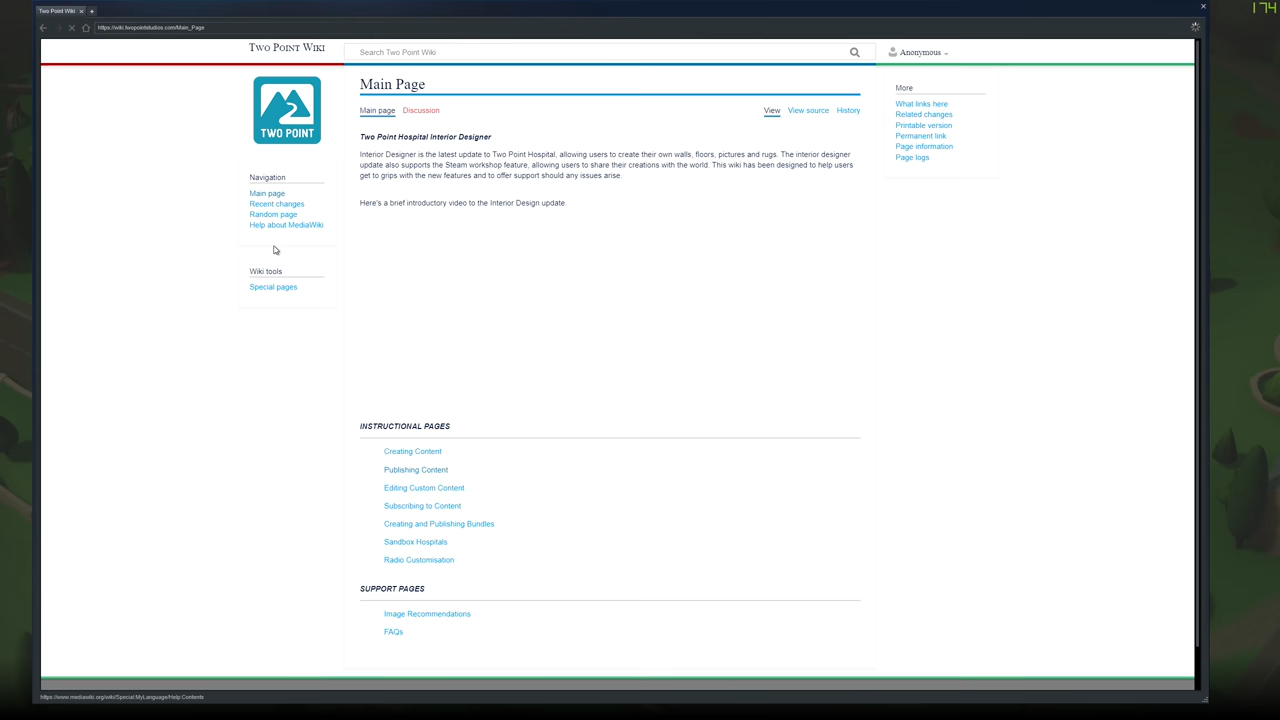 Two Point Wiki
174
https://wiki.twopointstudios.com/Main_Page
Two Point Wiki
Search Two Point Wiki
Anonymous
TWO POINT
Navigation
Main page
Recent changes
Random page
Help about MediaWiki
Wiki tools
Special pages
Main Page
Main page Discussion View View source History
Two Point Hospital Interior Designer
Interior Designer is the latest update to Two Point Hospital, allowing users to create their own walls, floors, pictures and rugs. The interior designer
update also supports the Steam workshop feature, allowing users to share their creations with the world. This wiki has been designed to help users
get to grips with the new features and to offer support should any issues arise.
Here's a brief introductory video to the Interior Design update.
INSTRUCTIONAL PAGES
Creating Content
Publishing Content
Editing Custom Content
Subscribing to Content
Creating and Publishing Bundles
Sandbox Hospitals
Radio Customisation
SUPPORT PAGES
Image Recommendations
FAQs
More
What links here
Related changes
Printable version
Permanent link
Page information
Page logs
https://www.mediawiki.org/wiki/Special:MyLanguage/Help:Contents